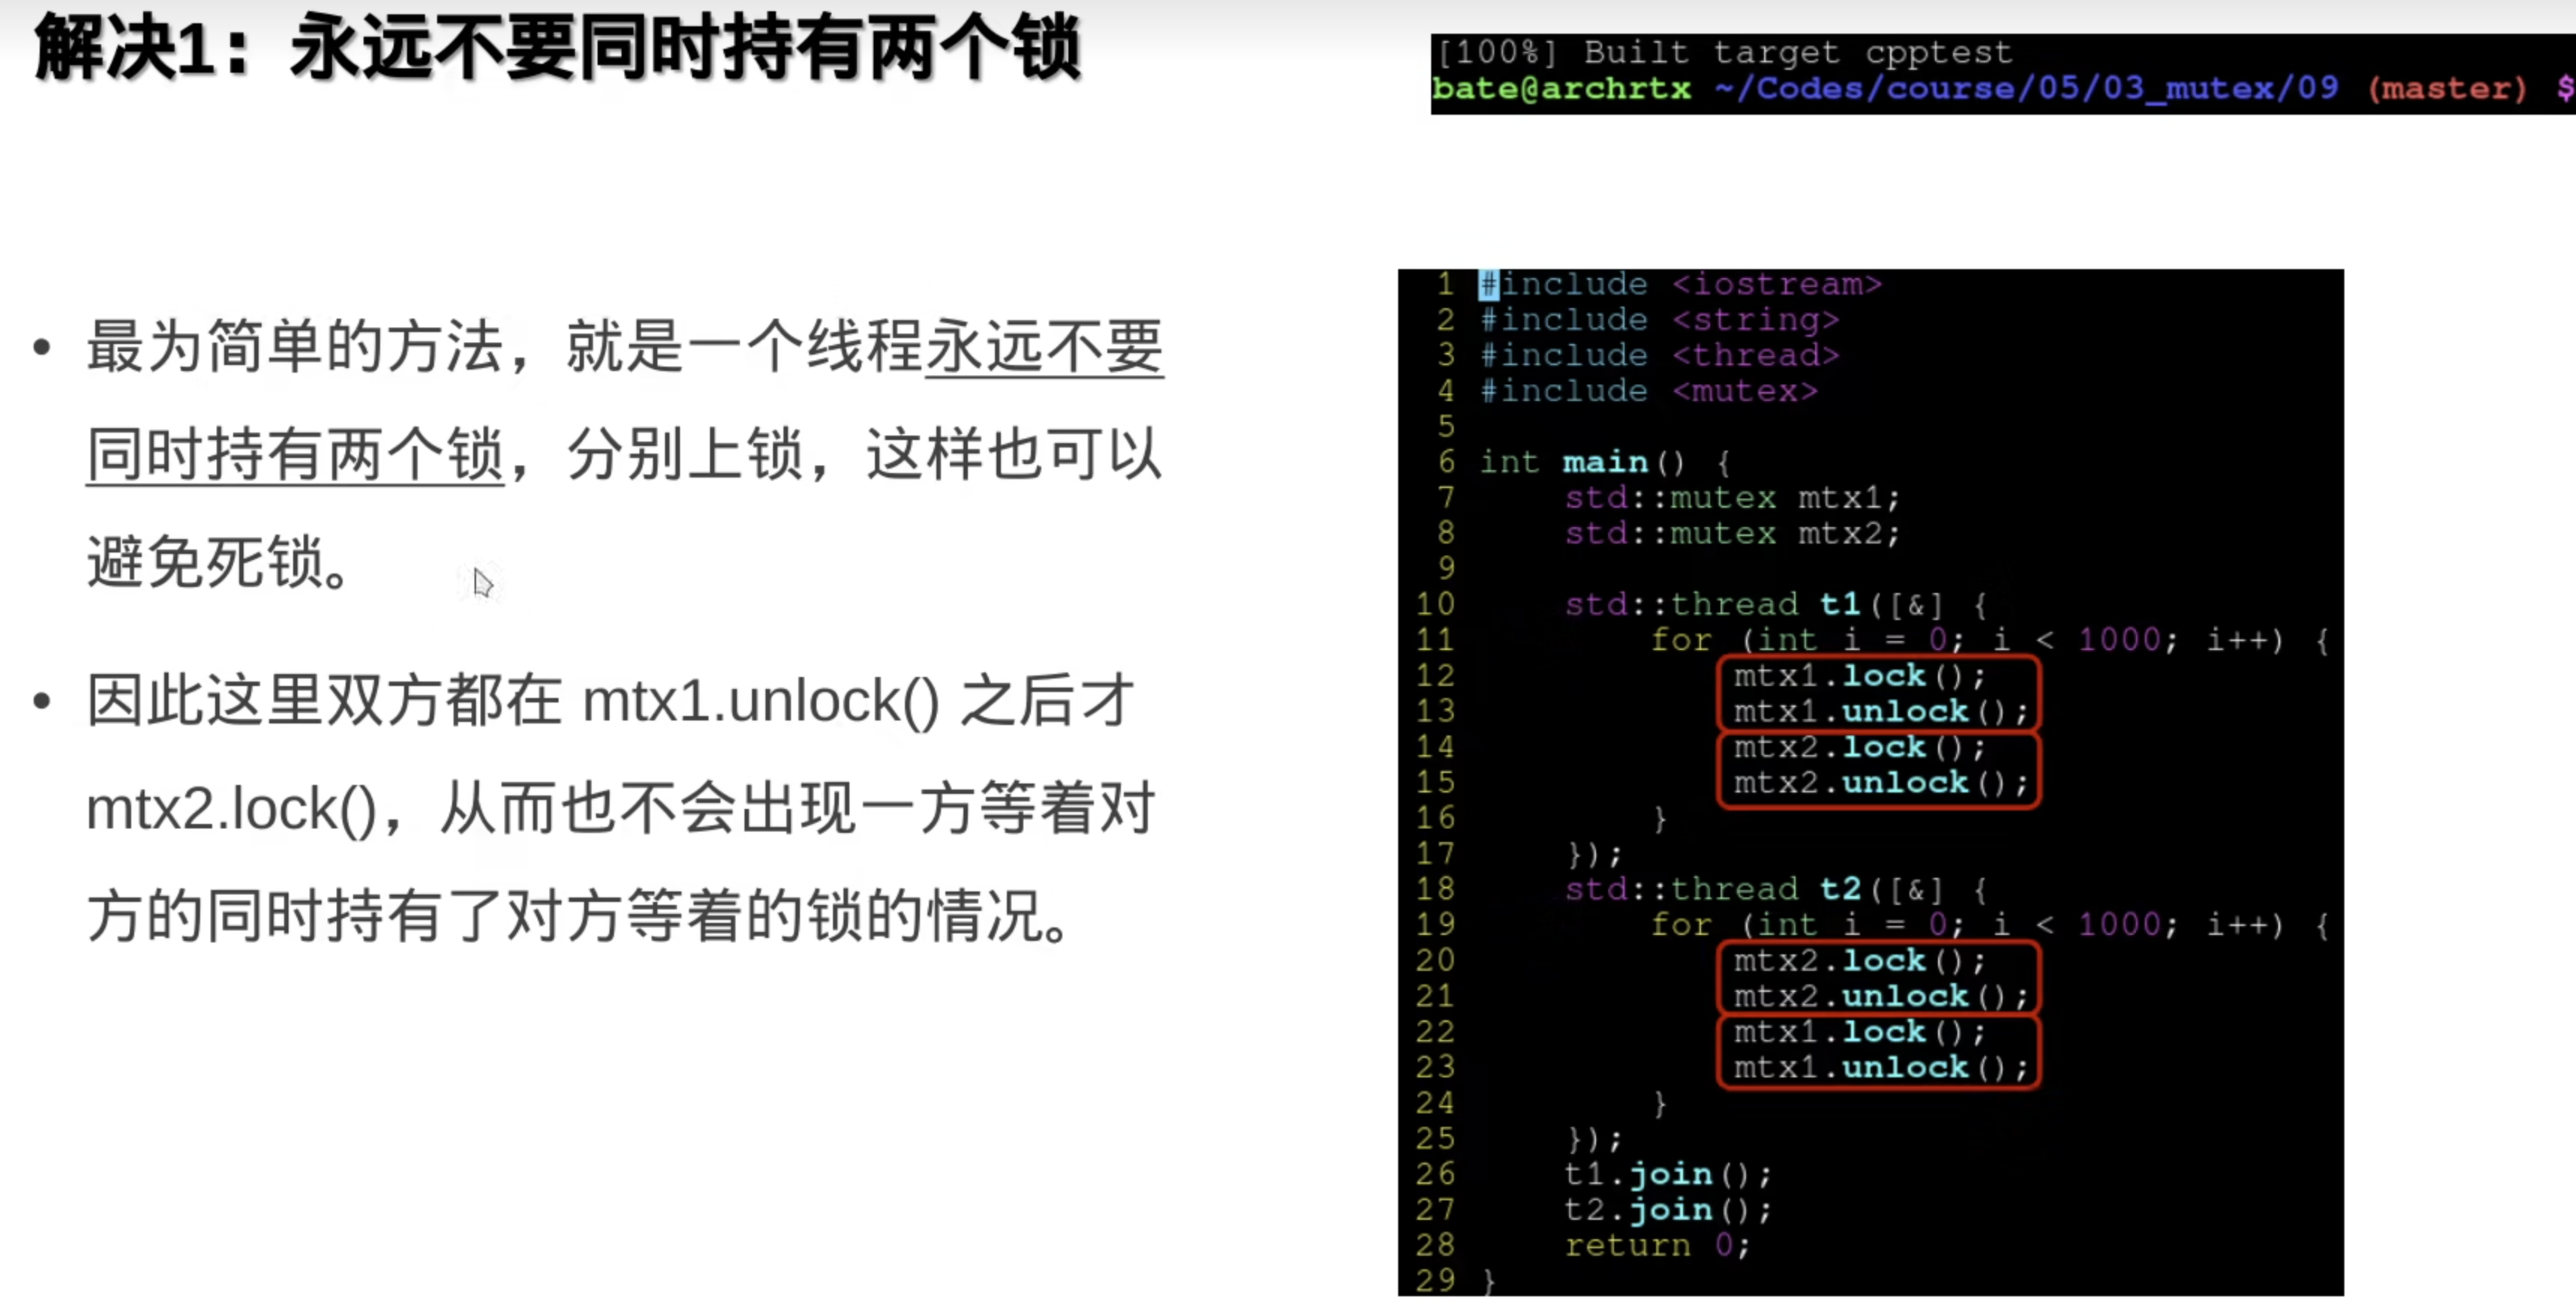 解决1：永远不要同时持有两个锁
[100%] Built target cpptest
bate@archrtx ~/Codes/course/05/03_mutex/09 (master) $
• 最为简单的方法，就是一个线程永远不要
同时持有两个锁，分别上锁，这样也可以
避免死锁。
• 因此这里双方都在 mtx1.unlock() 之后才
mtx2.lock()，从而也不会出现一方等着对
方的同时持有了对方等着的锁的情况。
1 #include <iostream>
2 #include <string>
3 #include <thread>
4 #include <mutex>
5
6 int main() {
7     std::mutex mtx1;
8     std::mutex mtx2;
9
10     std::thread t1([&] {
11         for (int i = 0; i < 1000; i++) {
12             mtx1.lock();
13             mtx1.unlock();
14             mtx2.lock();
15             mtx2.unlock();
16         }
17     });
18     std::thread t2([&] {
19         for (int i = 0; i < 1000; i++) {
20             mtx2.lock();
21             mtx2.unlock();
22             mtx1.lock();
23             mtx1.unlock();
24         }
25     });
26     t1.join();
27     t2.join();
28     return 0;
29 }